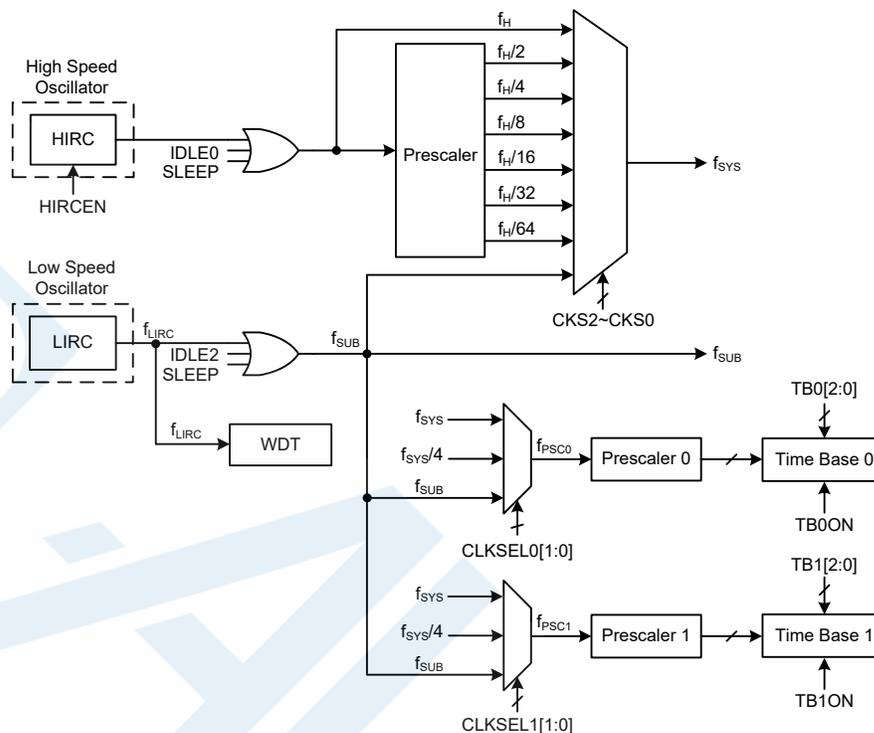 f_H
f_H/2
High Speed
Oscillator
f_H/4
HIRC
f_H/8
IDLE0
SLEEP
Prescaler
f_H/16
f_SYS
HIRCEN
f_H/32
f_H/64
Low Speed
Oscillator
CKS2~CKS0
LIRC
f_LIRC
IDLE2
SLEEP
f_SUB
f_SUB
TB0[2:0]
f_LIRC
WDT
f_SYS
f_SYS/4
f_SUB
f_PSC0
Prescaler 0
Time Base 0
TB0ON
CLKSEL0[1:0]
TB1[2:0]
f_SYS
f_SYS/4
f_SUB
f_PSC1
Prescaler 1
Time Base 1
TB1ON
CLKSEL1[1:0]